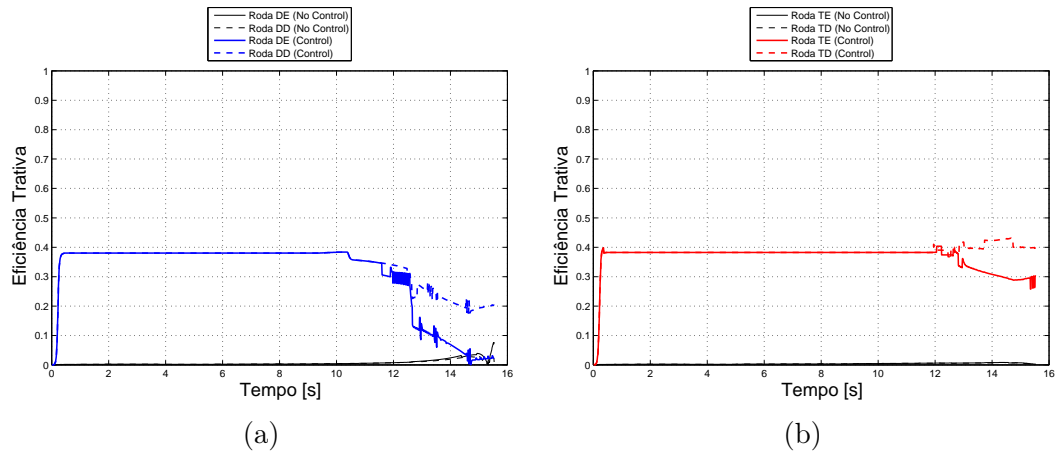 Roda DE (No Control)
Roda DD (No Control)
Roda DE (Control)
Roda DD (Control)
1
0.9
0.8
0.7
0.6
0.5
0.4
0.3
0.2
0.1
0
Eficiência Trativa
0 2 4 6 8 10 12 14 16
Tempo [s]
(a)
Roda TE (No Control)
Roda TD (No Control)
Roda TE (Control)
Roda TD (Control)
1
0.9
0.8
0.7
0.6
0.5
0.4
0.3
0.2
0.1
0
Eficiência Trativa
0 2 4 6 8 10 12 14 16
Tempo [s]
(b)